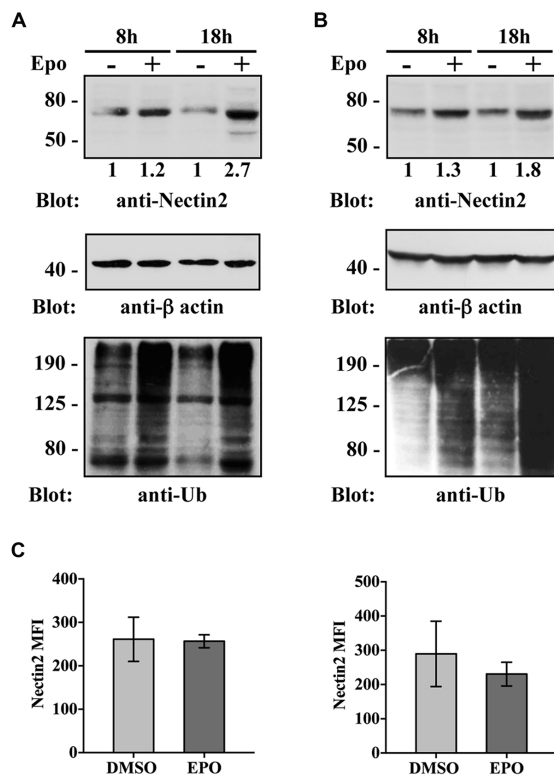 A
8h 18h
Epo - + - +
80 -
50 -
1 1.2 1 2.7
Blot: anti-Nectin2
40 -
Blot: anti-β actin
190 -
125 -
80 -
Blot: anti-Ub
B
8h 18h
Epo - + - +
80 -
50 -
1 1.3 1 1.8
Blot: anti-Nectin2
40 -
Blot: anti-β actin
190 -
125 -
80 -
Blot: anti-Ub
C
Nectin2 MFI
400
300
200
100
0
DMSO EPO
Nectin2 MFI
500
400
300
200
100
0
DMSO EPO